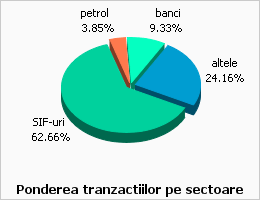 petrol
3.85%
banci
9.33%
altele
24.16%
SIF-uri
62.66%
Ponderea tranzactiilor pe sectoare